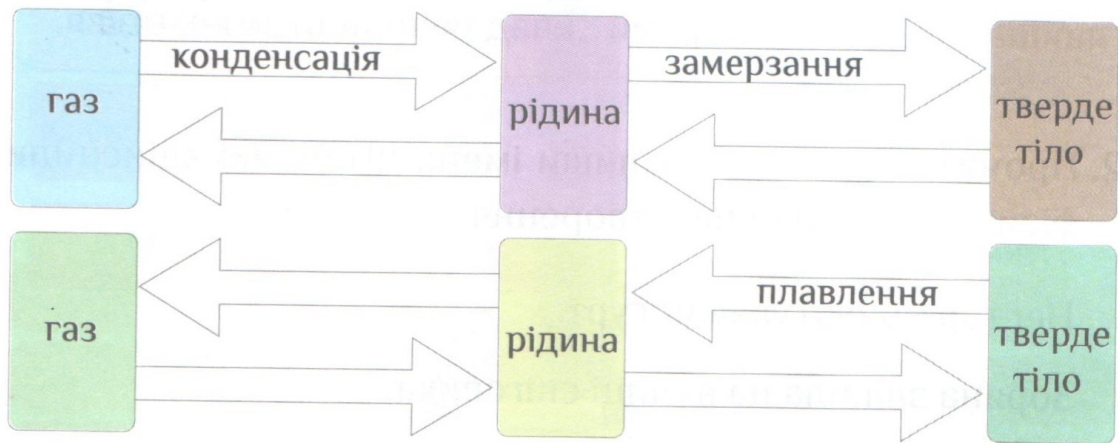 конденсація
замерзання
газ
рідина
тверде
тіло
плавлення
газ
рідина
тверде
тіло